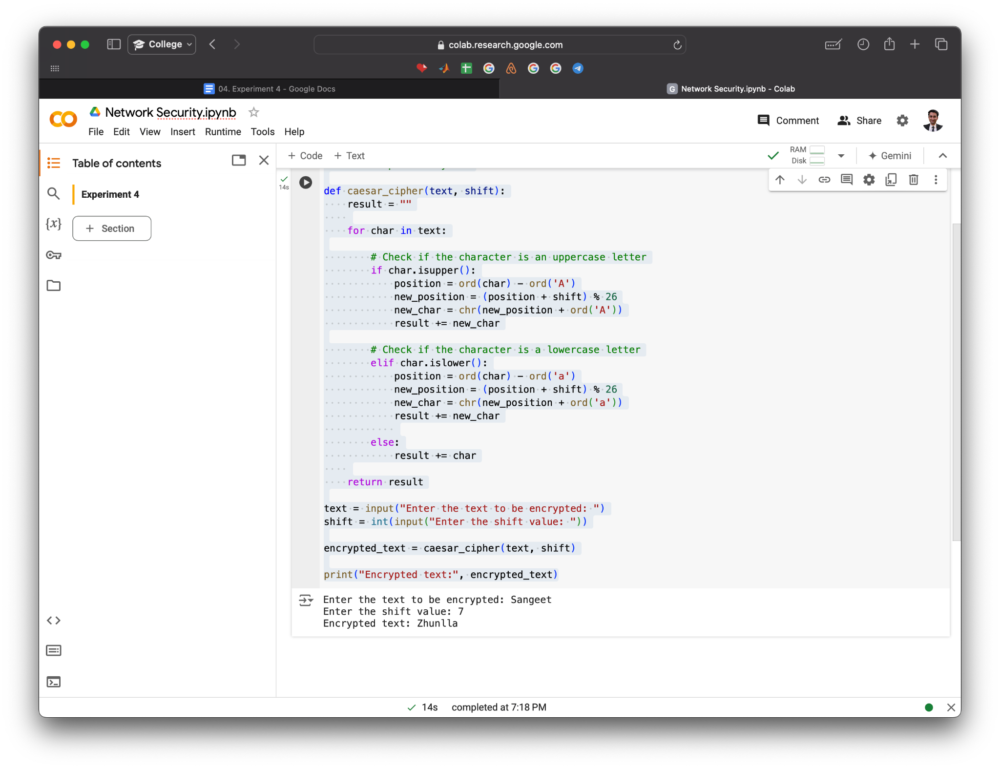 College
colab.research.google.com
04. Experiment 4 - Google Docs
G Network Security.ipynb - Colab
Network Security.ipynb
File Edit View Insert Runtime Tools Help
Comment Share
Table of contents
+ Code + Text
RAM
Disk
Gemini
Experiment 4
+ Section
{x}
14s
def caesar_cipher(text, shift):
    result = ""
    for char in text:
        # Check if the character is an uppercase letter
        if char.isupper():
            position = ord(char) - ord('A')
            new_position = (position + shift) % 26
            new_char = chr(new_position + ord('A'))
            result += new_char
        # Check if the character is a lowercase letter
        elif char.islower():
            position = ord(char) - ord('a')
            new_position = (position + shift) % 26
            new_char = chr(new_position + ord('a'))
            result += new_char
        else:
            result += char
    return result
text = input("Enter the text to be encrypted: ")
shift = int(input("Enter the shift value: "))
encrypted_text = caesar_cipher(text, shift)
print("Encrypted text:", encrypted_text)
Enter the text to be encrypted: Sangeet
Enter the shift value: 7
Encrypted text: Zhunlla
14s completed at 7:18 PM